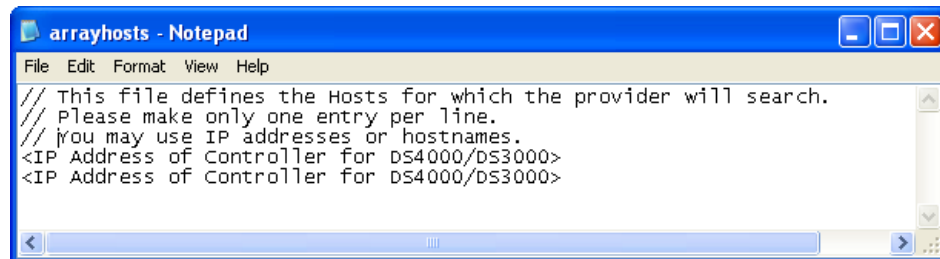 arrayhosts - Notepad
File Edit Format View Help
// This file defines the Hosts for which the provider will search.
// Please make only one entry per line.
// You may use IP addresses or hostnames.
<IP Address of Controller for DS4000/DS3000>
<IP Address of Controller for DS4000/DS3000>